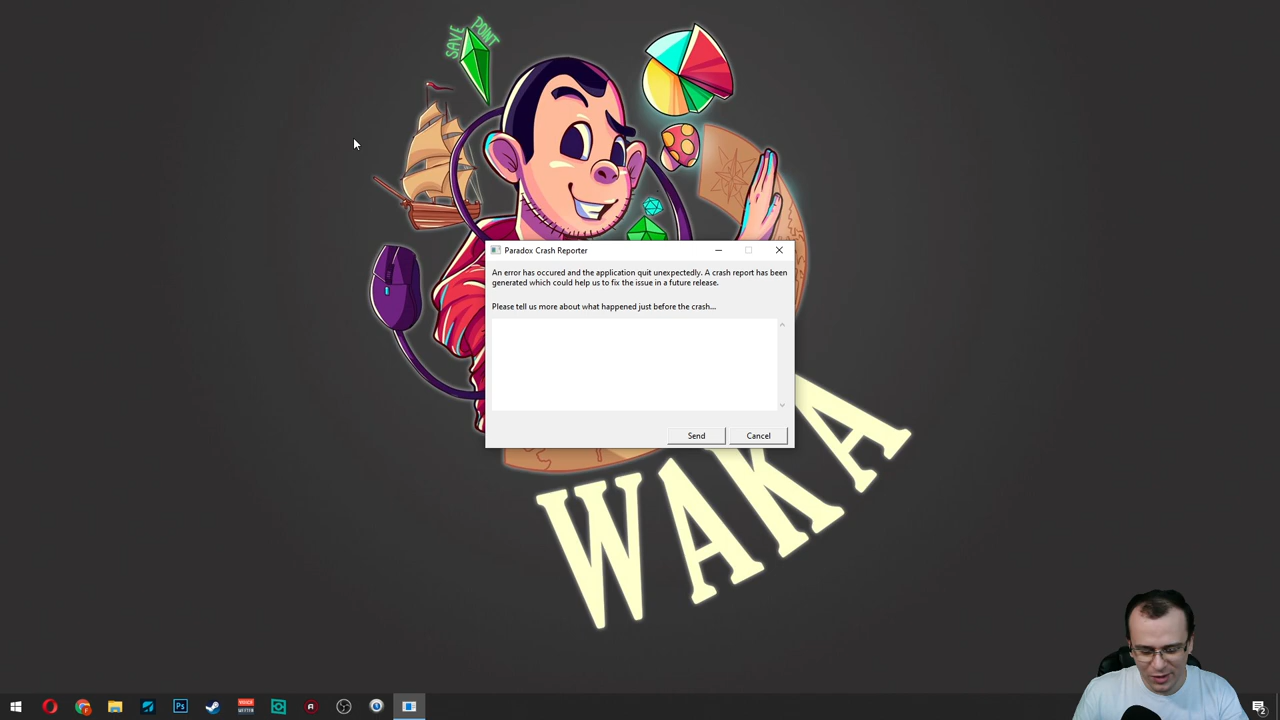 SAVE POINT
Paradox Crash Reporter
An error has occured and the application quit unexpectedly. A crash report has been
generated which could help us to fix the issue in a future release.
Please tell us more about what happened just before the crash...
Send Cancel
WAKA
Ps
2